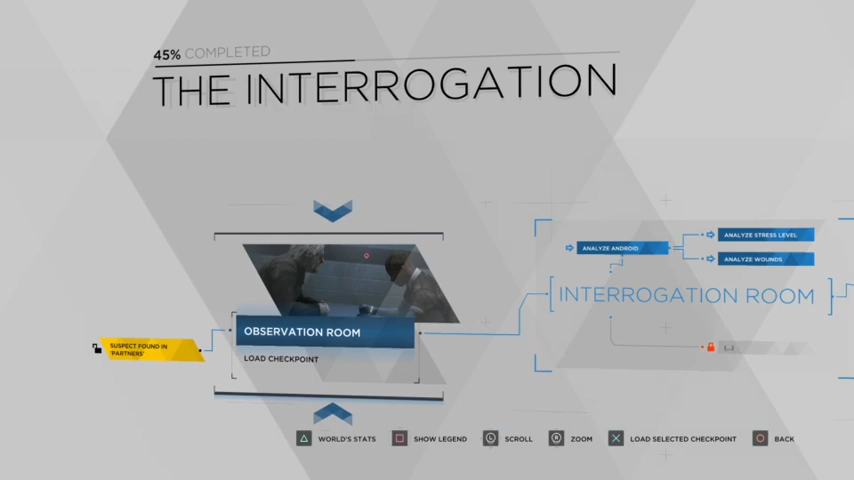 45% COMPLETED
THE INTERROGATION
ANALYZE ANDROID
ANALYZE STRESS LEVEL
ANALYZE WOUNDS
INTERROGATION ROOM
OBSERVATION ROOM
LOAD CHECKPOINT
SUSPECT FOUND IN
'PARTNERS'
WORLD'S STATS
SHOW LEGEND
SCROLL
ZOOM
LOAD SELECTED CHECKPOINT
BACK